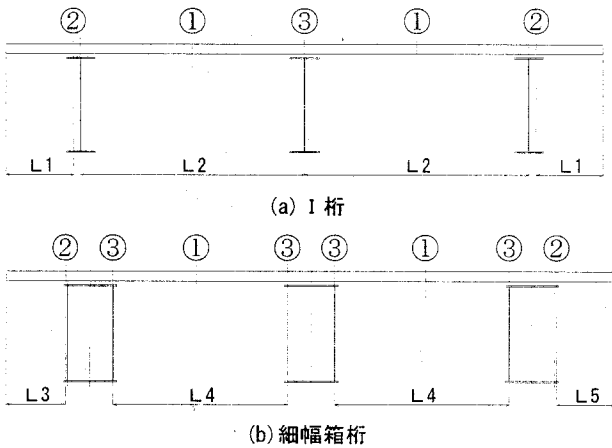 ② ① ③ ① ②
L1 L2 L2 L1
(a) I 桁
② ③ ① ③ ③ ① ③ ②
L3 L4 L4 L5
(b) 細幅箱桁